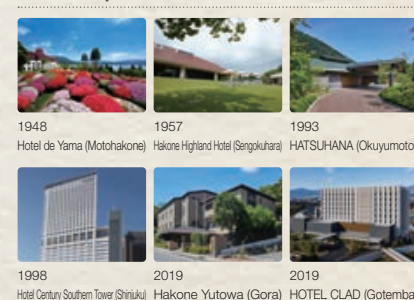 1948
Hotel de Yama (Motohakone)
1957
Hakone Highland Hotel (Sengokuhara)
1993
HATSUHANA (Okuyumoto
1998
Hotel Century Southern Tower (Shinjuku)
2019
Hakone Yutowa (Gora)
2019
HOTEL CLAD (Gotemba